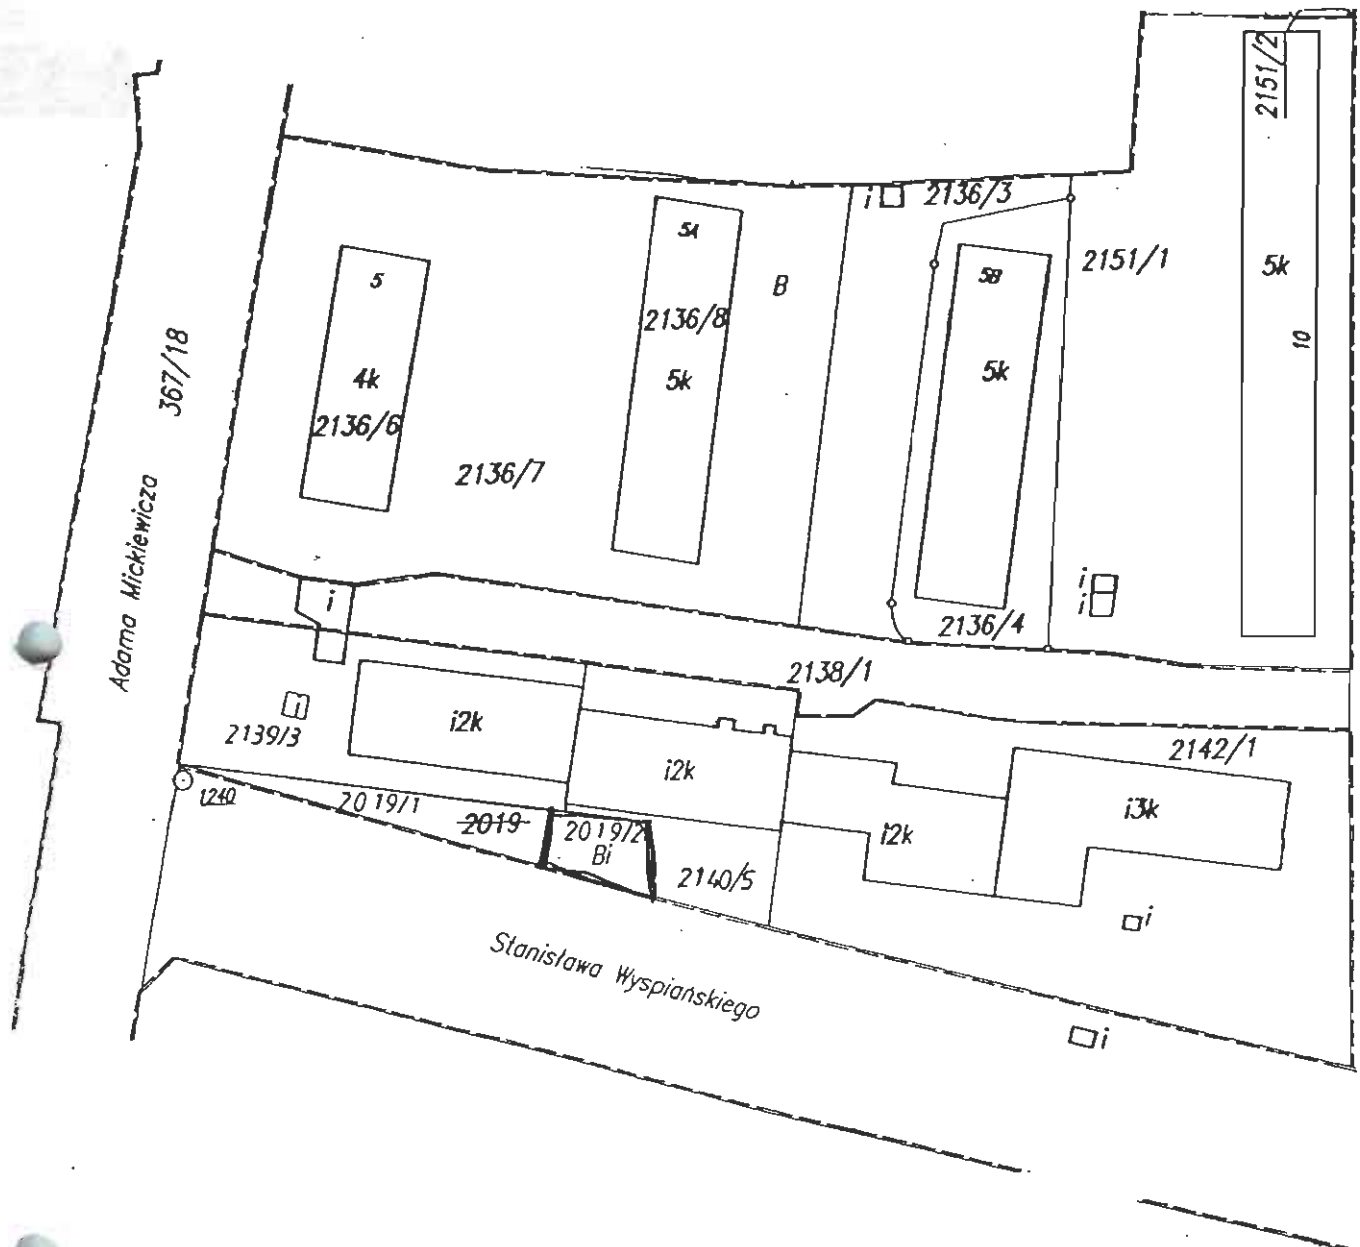 2151/2
i
2136/3
5A
5
B
5B
2151/1
5k
2136/8
10
367/18
4k
5k
5k
2136/6
2136/7
Adama Mickiewicza
i
i
i
2136/4
2138/1
i
2139/3
i2k
i2k
2142/1
1240
2019/1
2019
2019/2
Bi
i2k
i3k
2140/5
i
Stanisława Wyspiańskiego
i